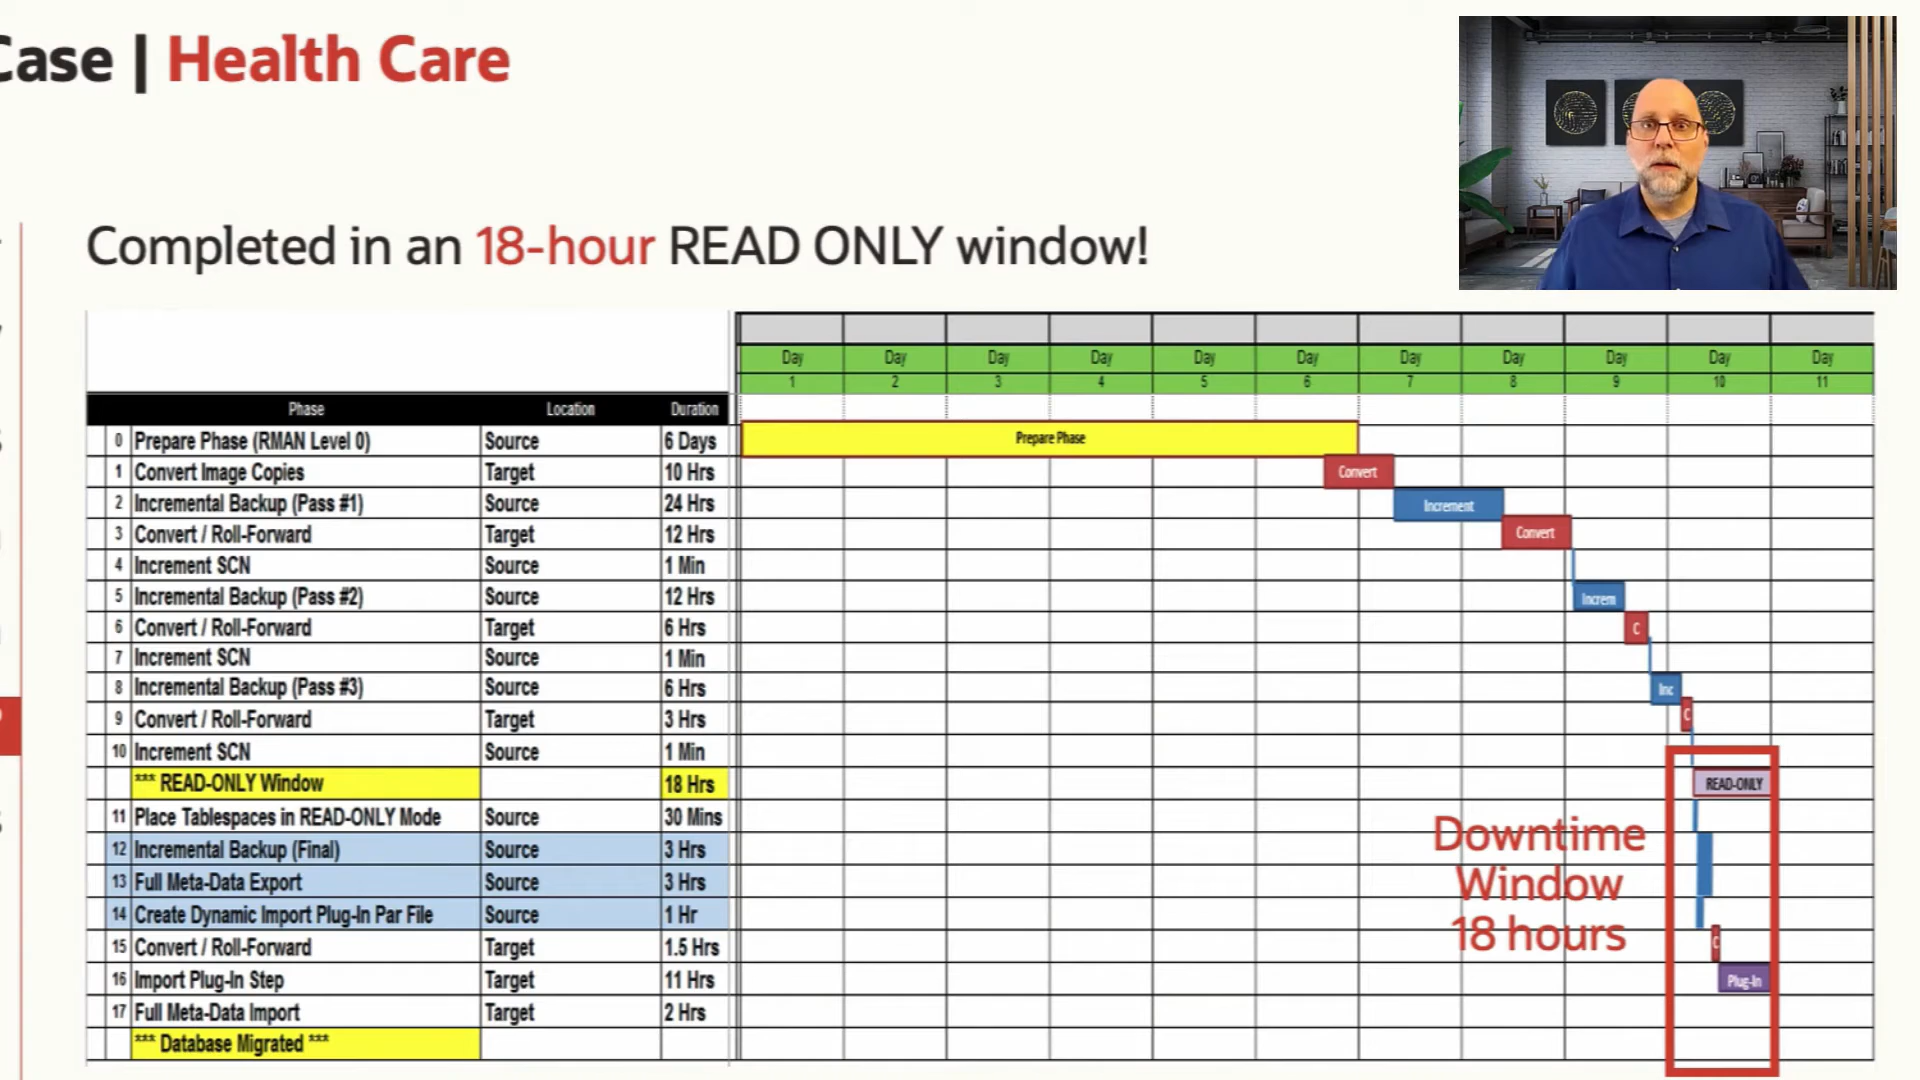 Case | Health Care
Completed in an 18-hour READ ONLY window!
Day Day Day Day Day Day Day Day Day Day Day
1 2 3 4 5 6 7 8 9 10 11
Phase Location Duration
0 Prepare Phase (RMAN Level 0) Source 6 Days Prepare Phase
1 Convert Image Copies Target 10 Hrs Convert
2 Incremental Backup (Pass #1) Source 24 Hrs Increment
3 Convert / Roll-Forward Target 12 Hrs Convert
4 Increment SCN Source 1 Min
5 Incremental Backup (Pass #2) Source 12 Hrs Increm
6 Convert / Roll-Forward Target 6 Hrs C
7 Increment SCN Source 1 Min
8 Incremental Backup (Pass #3) Source 6 Hrs Inc
9 Convert / Roll-Forward Target 3 Hrs C
10 Increment SCN Source 1 Min
*** READ-ONLY Window 18 Hrs READ-ONLY
11 Place Tablespaces in READ-ONLY Mode Source 30 Mins
12 Incremental Backup (Final) Source 3 Hrs
13 Full Meta-Data Export Source 3 Hrs
14 Create Dynamic Import Plug-In Par File Source 1 Hr
15 Convert / Roll-Forward Target 1.5 Hrs C
16 Import Plug-In Step Target 11 Hrs Plug-In
17 Full Meta-Data Import Target 2 Hrs
*** Database Migrated ***
Downtime
Window
18 hours